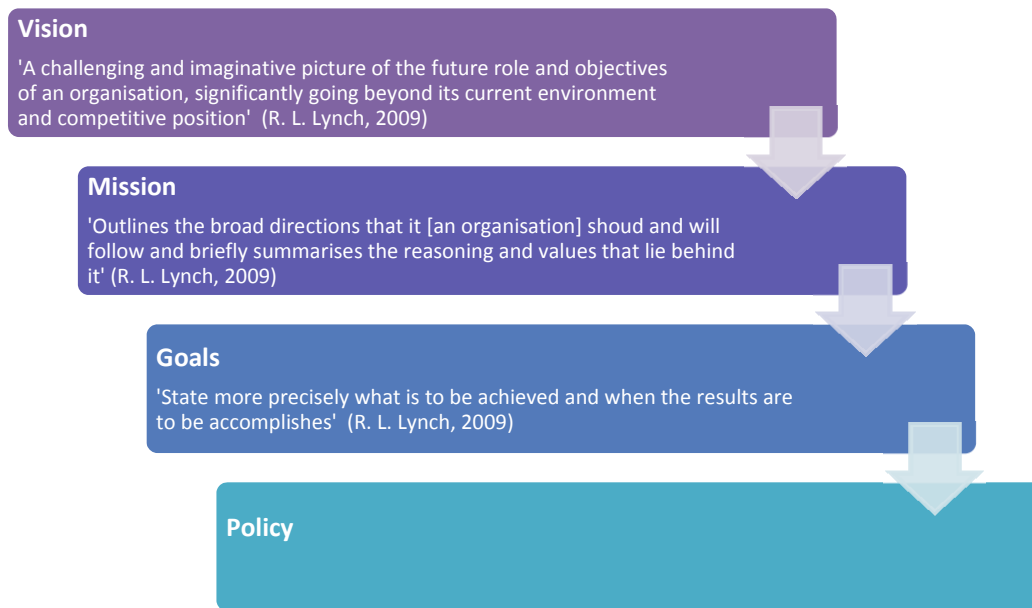 Vision
'A challenging and imaginative picture of the future role and objectives
of an organisation, significantly going beyond its current environment
and competitive position'  (R. L. Lynch, 2009)
Mission
'Outlines the broad directions that it [an organisation] shoud and will
follow and briefly summarises the reasoning and values that lie behind
it' (R. L. Lynch, 2009)
Goals
'State more precisely what is to be achieved and when the results are
to be accomplishes'  (R. L. Lynch, 2009)
Policy